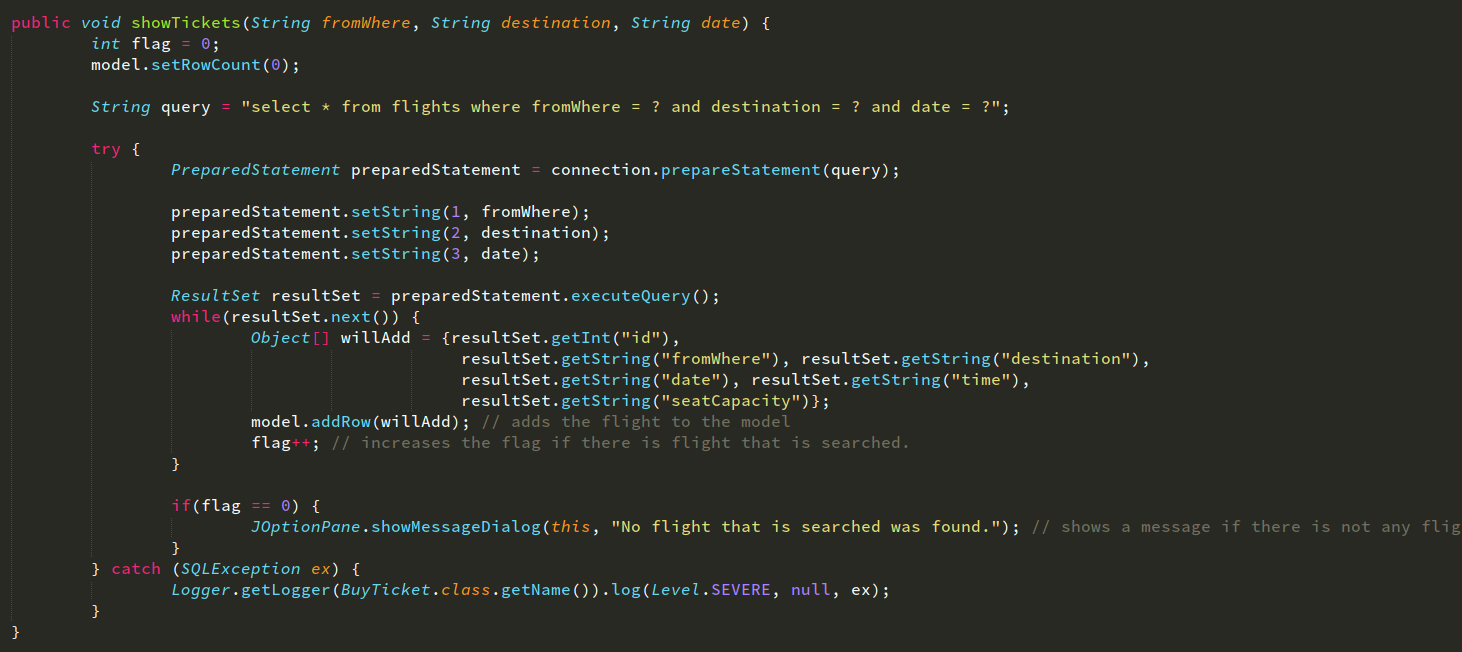 public void showTickets(String fromWhere, String destination, String date) {
int flag = 0;
model.setRowCount(0);
String query = "select * from flights where fromWhere = ? and destination = ? and date = ?";
try {
PreparedStatement preparedStatement = connection.prepareStatement(query);
preparedStatement.setString(1, fromWhere);
preparedStatement.setString(2, destination);
preparedStatement.setString(3, date);
ResultSet resultSet = preparedStatement.executeQuery();
while(resultSet.next()) {
Object[] willAdd = {resultSet.getInt("id"),
resultSet.getString("fromWhere"), resultSet.getString("destination"),
resultSet.getString("date"), resultSet.getString("time"),
resultSet.getString("seatCapacity")};
model.addRow(willAdd); // adds the flight to the model
flag++; // increases the flag if there is flight that is searched.
}
if(flag == 0) {
JOptionPane.showMessageDialog(this, "No flight that is searched was found."); // shows a message if there is not any flig
}
} catch (SQLException ex) {
Logger.getLogger(BuyTicket.class.getName()).log(Level.SEVERE, null, ex);
}
}